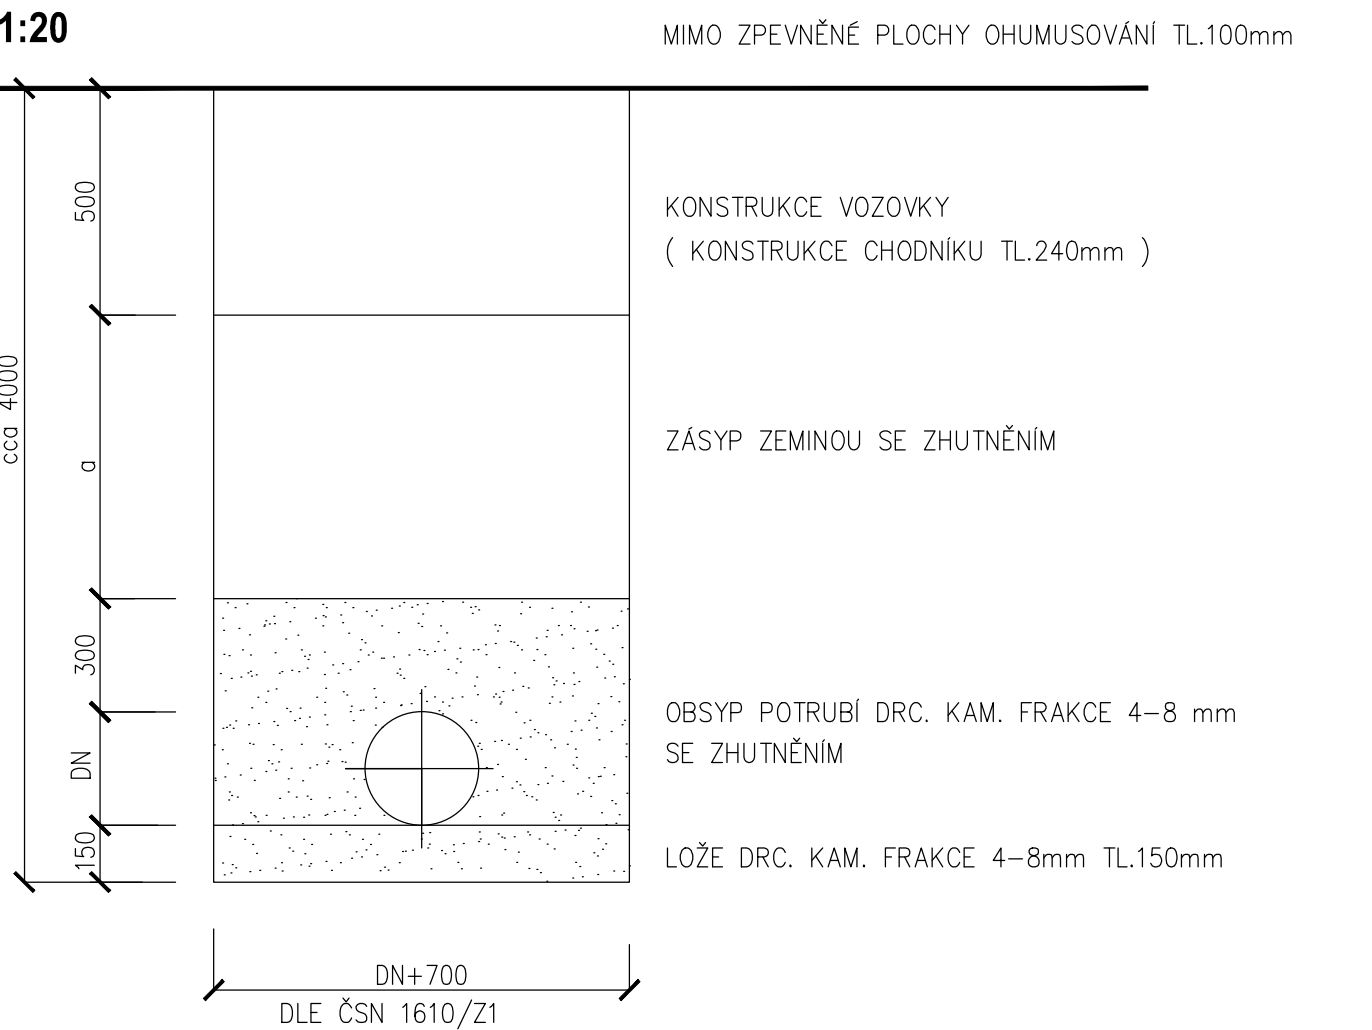 1:20
MIMO ZPEVNĚNÉ PLOCHY OHUMUSOVÁNÍ TL.100mm
500
KONSTRUKCE VOZOVKY
( KONSTRUKCE CHODNÍKU TL.240mm )
cca 4000
a
ZÁSYP ZEMINOU SE ZHUTNĚNÍM
300
OBSYP POTRUBÍ DRC. KAM. FRAKCE 4-8 mm
SE ZHUTNĚNÍM
DN
150
LOŽE DRC. KAM. FRAKCE 4-8mm TL.150mm
DN+700
DLE ČSN 1610/Z1